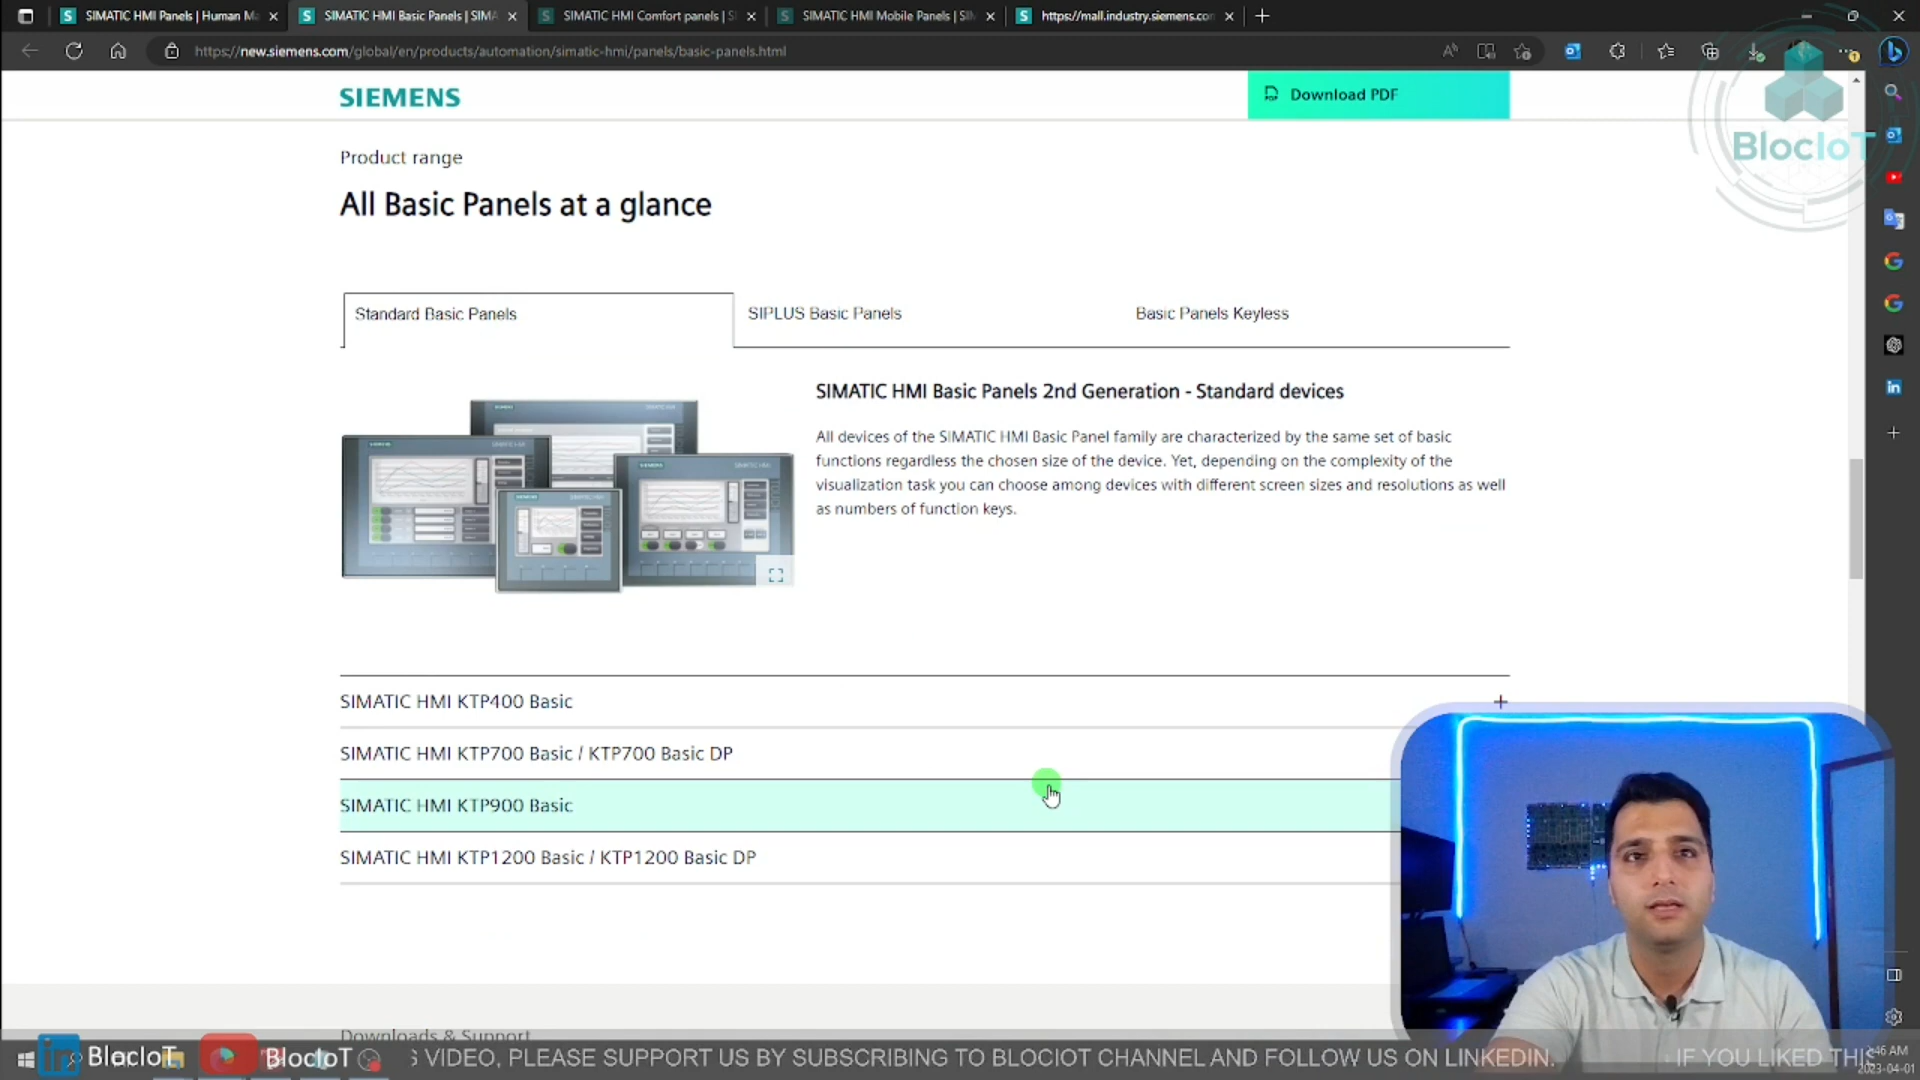 SIMATIC HMI Panels | Human Ma
SIMATIC HMI Basic Panels | SIMA
SIMATIC HMI Comfort panels | S
SIMATIC HMI Mobile Panels | SI
https://mall.industry.siemens.com
https://new.siemens.com/global/en/products/automation/simatic-hmi/panels/basic-panels.html
SIEMENS
Download PDF
BlocIoT
Product range
All Basic Panels at a glance
Standard Basic Panels
SIPLUS Basic Panels
Basic Panels Keyless
SIMATIC HMI Basic Panels 2nd Generation - Standard devices
All devices of the SIMATIC HMI Basic Panel family are characterized by the same set of basic
functions regardless the chosen size of the device. Yet, depending on the complexity of the
visualization task you can choose among devices with different screen sizes and resolutions as well
as numbers of function keys.
SIMATIC HMI KTP400 Basic
SIMATIC HMI KTP700 Basic / KTP700 Basic DP
SIMATIC HMI KTP900 Basic
SIMATIC HMI KTP1200 Basic / KTP1200 Basic DP
Downloads & Support
BlocIoT
BlocIoT
S VIDEO, PLEASE SUPPORT US BY SUBSCRIBING TO BLOCIOT CHANNEL AND FOLLOW US ON LINKEDIN.
IF YOU LIKED THIS
:46 AM
2023-04-01